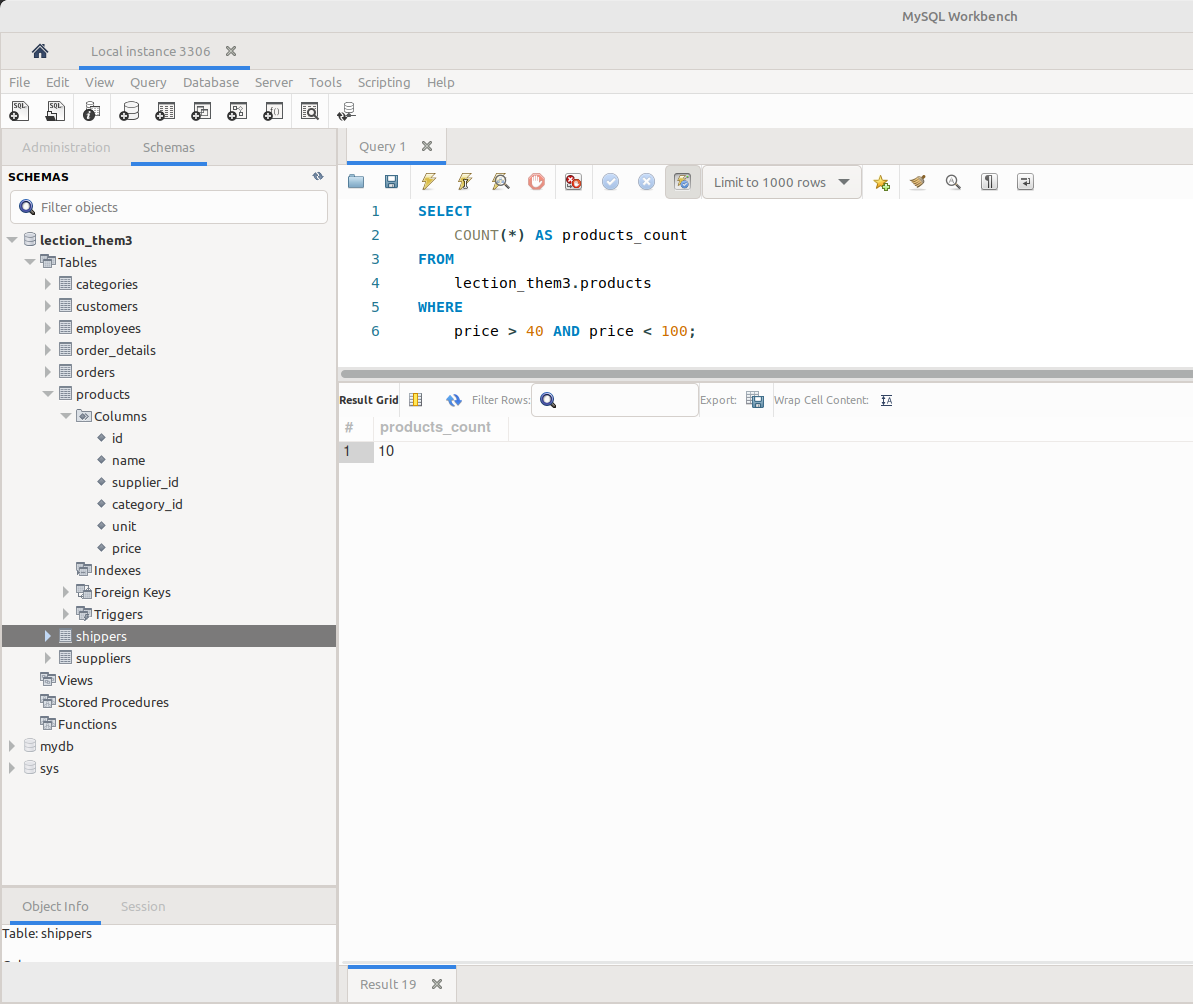 MySQL Workbench
Local instance 3306
File Edit View Query Database Server Tools Scripting Help
Administration Schemas
SCHEMAS
Filter objects
lection_them3
Tables
categories
customers
employees
order_details
orders
products
Columns
id
name
supplier_id
category_id
unit
price
Indexes
Foreign Keys
Triggers
shippers
suppliers
Views
Stored Procedures
Functions
mydb
sys
Object Info Session
Table: shippers
Query 1
Limit to 1000 rows
1 SELECT
2 COUNT(*) AS products_count
3 FROM
4 lection_them3.products
5 WHERE
6 price > 40 AND price < 100;
Result Grid Filter Rows: Export: Wrap Cell Content:
# products_count
1 10
Result 19